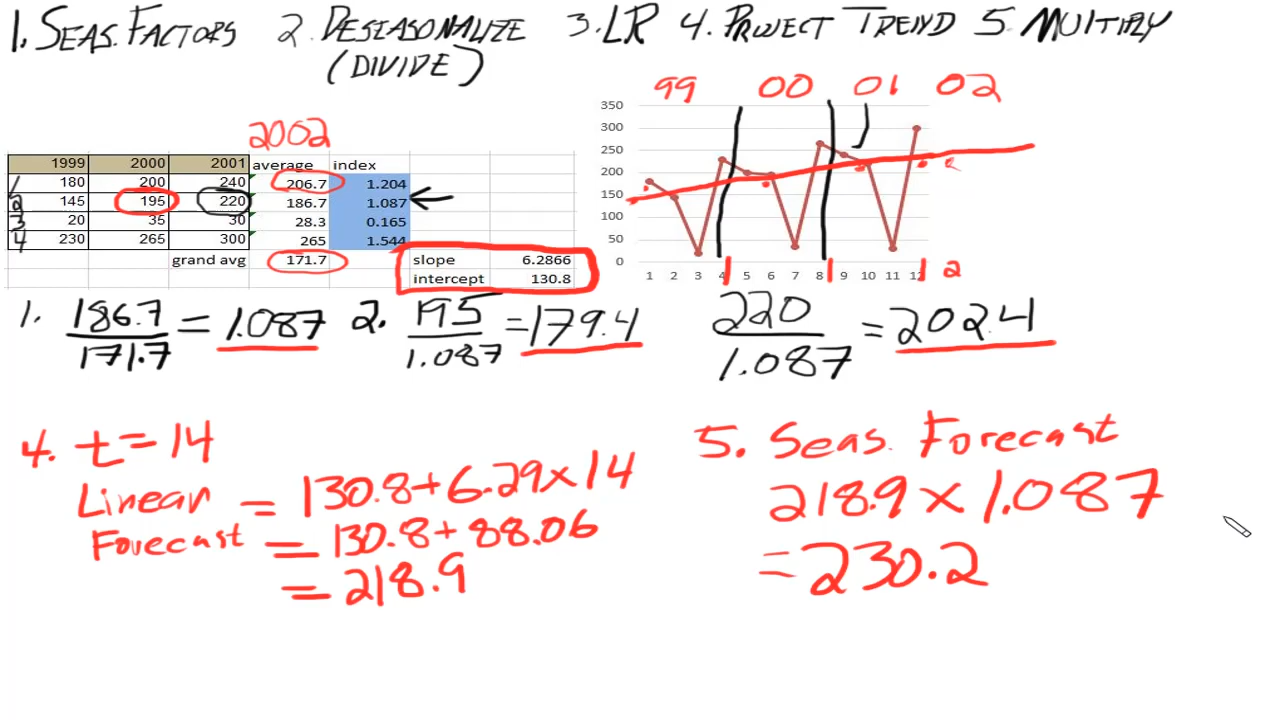 1. SEAS. FACTORS 2. DESEASONALIZE 3. LR 4. PROJECT TREND 5. MULTIPLY
(DIVIDE)
2002
1999 2000 2001 average index
1 180 200 240 206.7 1.204
2 145 195 220 186.7 1.087
3 20 35 30 28.3 0.165
4 230 265 300 265 1.544
grand avg 171.7 slope 6.2866
intercept 130.8
99 00 01 02
350
300
250
200
150
100
50
0
1 2 3 4 5 6 7 8 9 10 11 12 2
1. 186.7/171.7 = 1.087 2. 195/1.087 = 179.4 220/1.087 = 202.4
4. t = 14
Linear Forecast = 130.8 + 6.29 x 14
= 130.8 + 88.06
= 218.9
5. Seas. Forecast
218.9 x 1.087
= 230.2